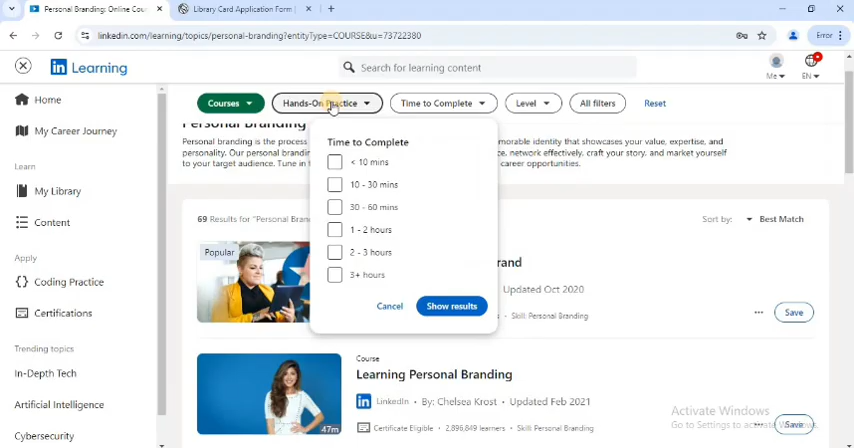 Personal Branding: Online Cou
Library Card Application Form |
linkedin.com/learning/topics/personal-branding?entityType=COURSE&u=73722380
Error
in Learning
Search for learning content
Me
EN
Home
My Career Journey
Learn
My Library
Content
Apply
Coding Practice
Certifications
Trending topics
In-Depth Tech
Artificial Intelligence
Cybersecurity
Courses
Hands-On Practice
Time to Complete
Level
All filters
Reset
Personal Branding
Personal branding is the process
morable identity that showcases your value, expertise, and
personality. Our personal brandin
ce, network effectively, craft your story, and market yourself
to your target audience. Tune in
career opportunities.
Time to Complete
< 10 mins
10 - 30 mins
30 - 60 mins
1 - 2 hours
2 - 3 hours
3+ hours
Cancel
Show results
69 Results for "Personal Bran
Sort by:
Best Match
Popular
rand
Updated Oct 2020
s · Skill: Personal Branding
Save
Course
Learning Personal Branding
in LinkedIn · By: Chelsea Krost · Updated Feb 2021
Certificate Eligible · 2,896,849 learners · Skill: Personal Branding
47m
Save
Activate Windows
Go to Settings to activate Windows.